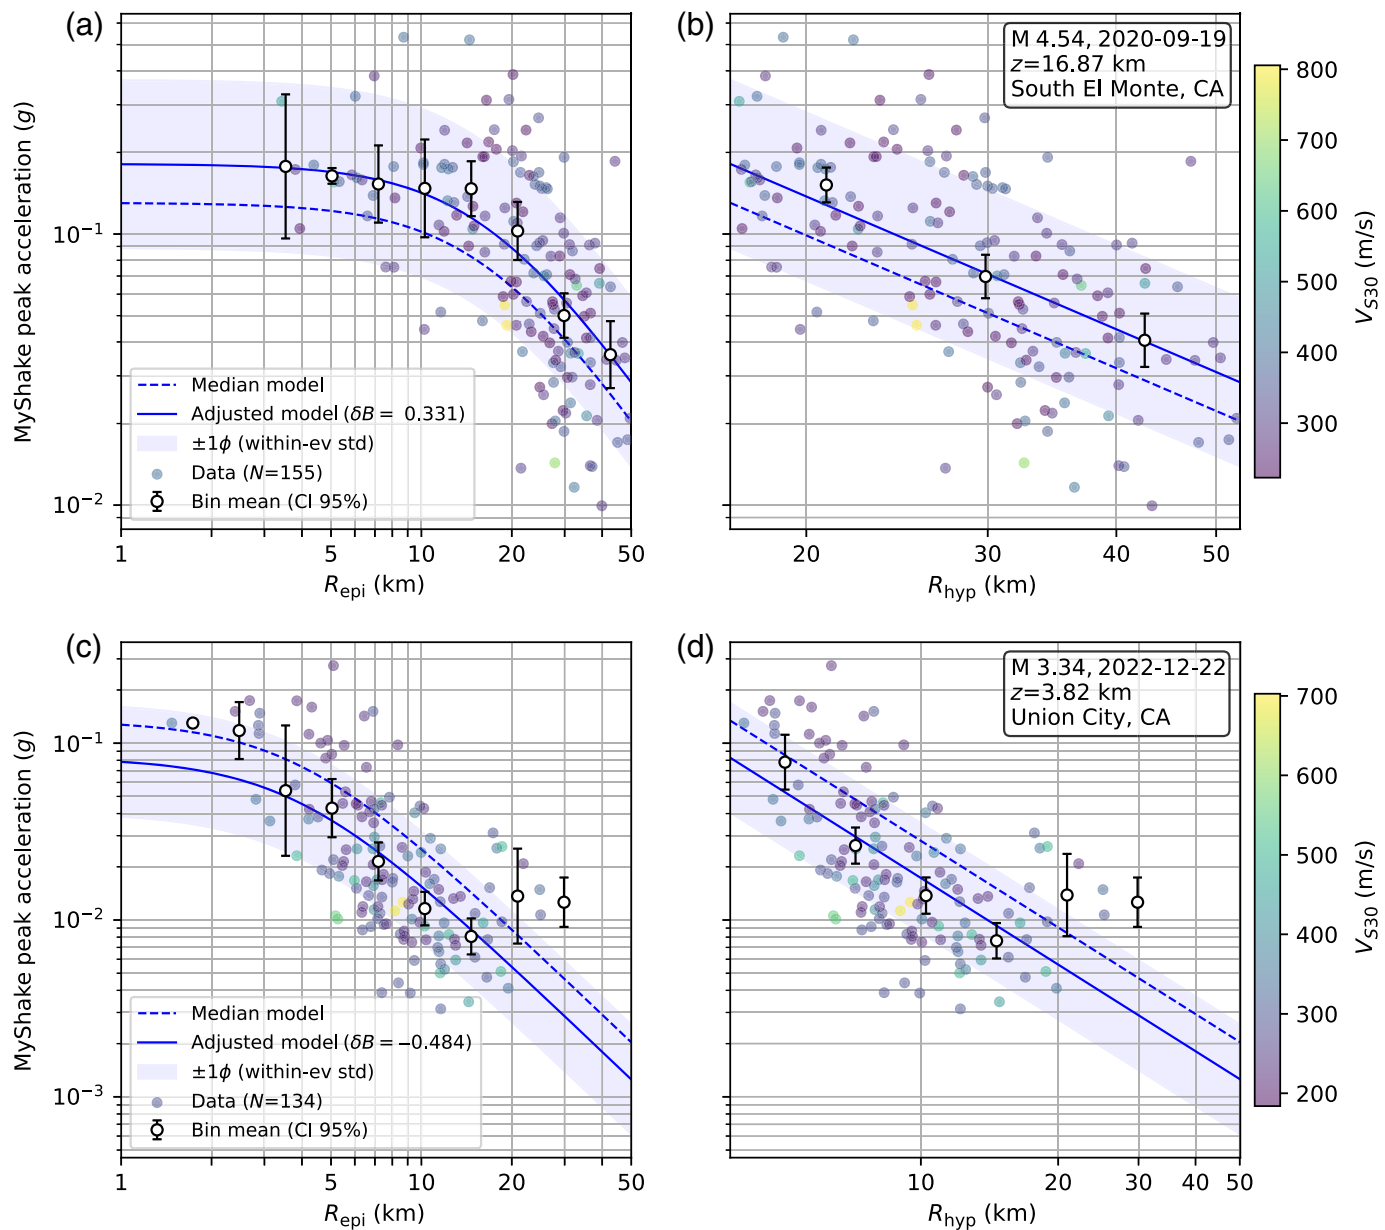 (a)
MyShake peak acceleration (g)
10⁻¹
10⁻²
Median model
Adjusted model (δB = 0.331)
±1ϕ (within-ev std)
Data (N=155)
Bin mean (CI 95%)
1 5 10 20 50
R_epi (km)
(b)
M 4.54, 2020-09-19
z=16.87 km
South El Monte, CA
20 30 40 50
R_hyp (km)
800
700
600
500
400
300
V_S30 (m/s)
(c)
MyShake peak acceleration (g)
10⁻¹
10⁻²
10⁻³
Median model
Adjusted model (δB = −0.484)
±1ϕ (within-ev std)
Data (N=134)
Bin mean (CI 95%)
1 5 10 20 50
R_epi (km)
(d)
M 3.34, 2022-12-22
z=3.82 km
Union City, CA
10 20 30 40 50
R_hyp (km)
700
600
500
400
300
200
V_S30 (m/s)